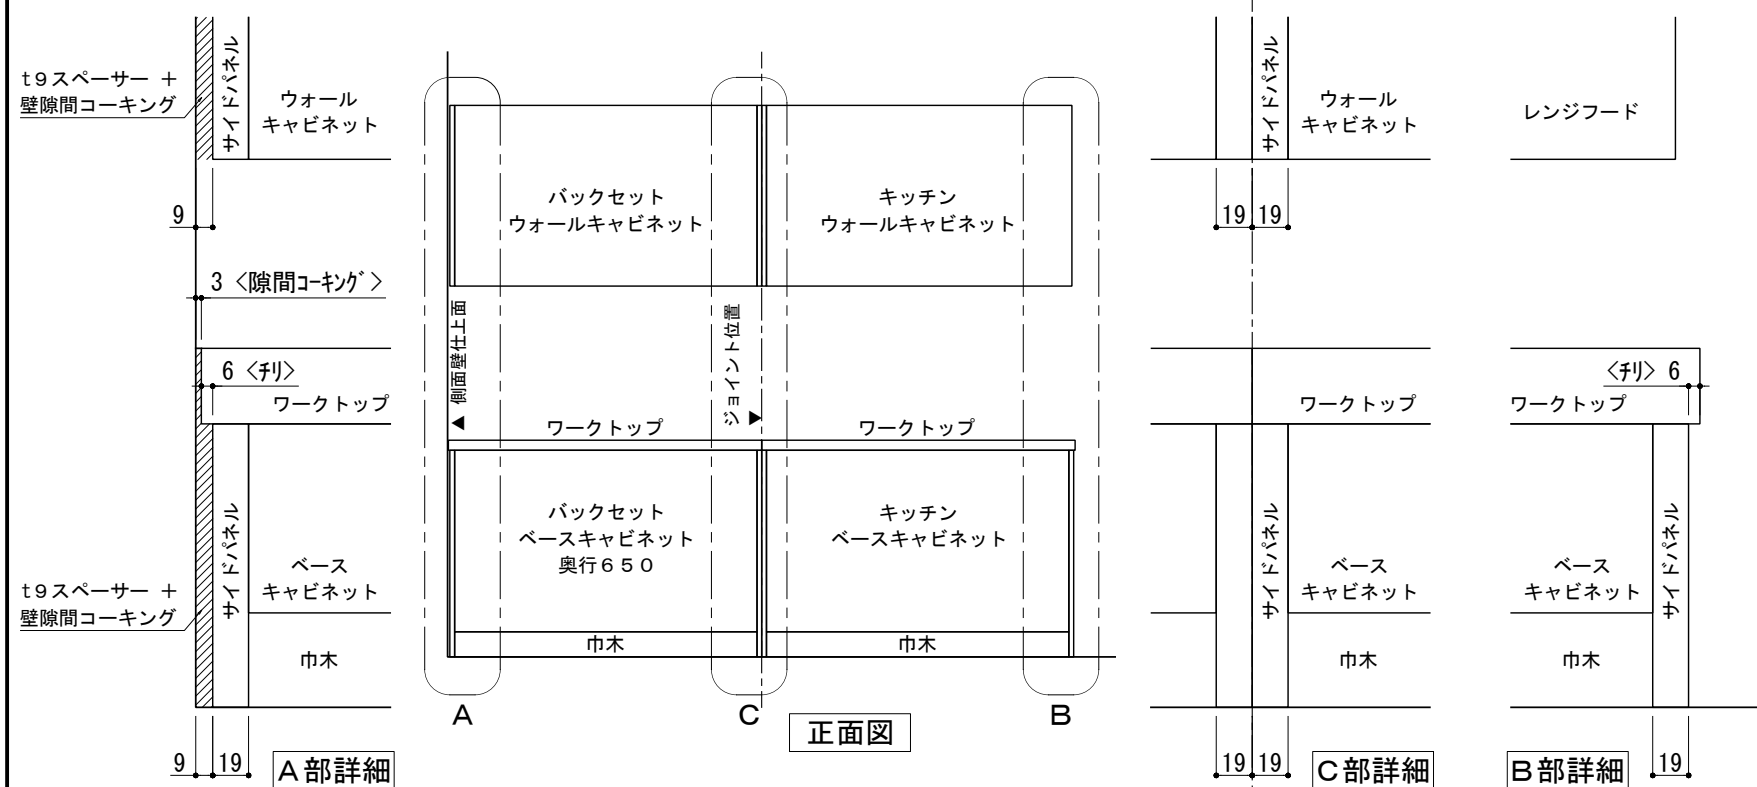 t9スペーサー ＋
壁隙間コーキング
サイドパネル
ウォール
キャビネット
9
3 〈隙間ｺｰｷﾝｸﾞ〉
6 〈ﾁﾘ〉
ワークトップ
サイドパネル
t9スペーサー ＋
壁隙間コーキング
ベース
キャビネット
巾木
9
19
A部詳細
バックセット
ウォールキャビネット
キッチン
ウォールキャビネット
▲側面壁仕上面
ジョイント位置▼
ワークトップ
ワークトップ
バックセット
ベースキャビネット
奥行650
キッチン
ベースキャビネット
巾木
巾木
A
C
B
正面図
サイドパネル
ウォール
キャビネット
19
19
ワークトップ
サイドパネル
ベース
キャビネット
巾木
19
19
C部詳細
レンジフード
〈ﾁﾘ〉 6
ワークトップ
サイドパネル
ベース
キャビネット
巾木
B部詳細
19